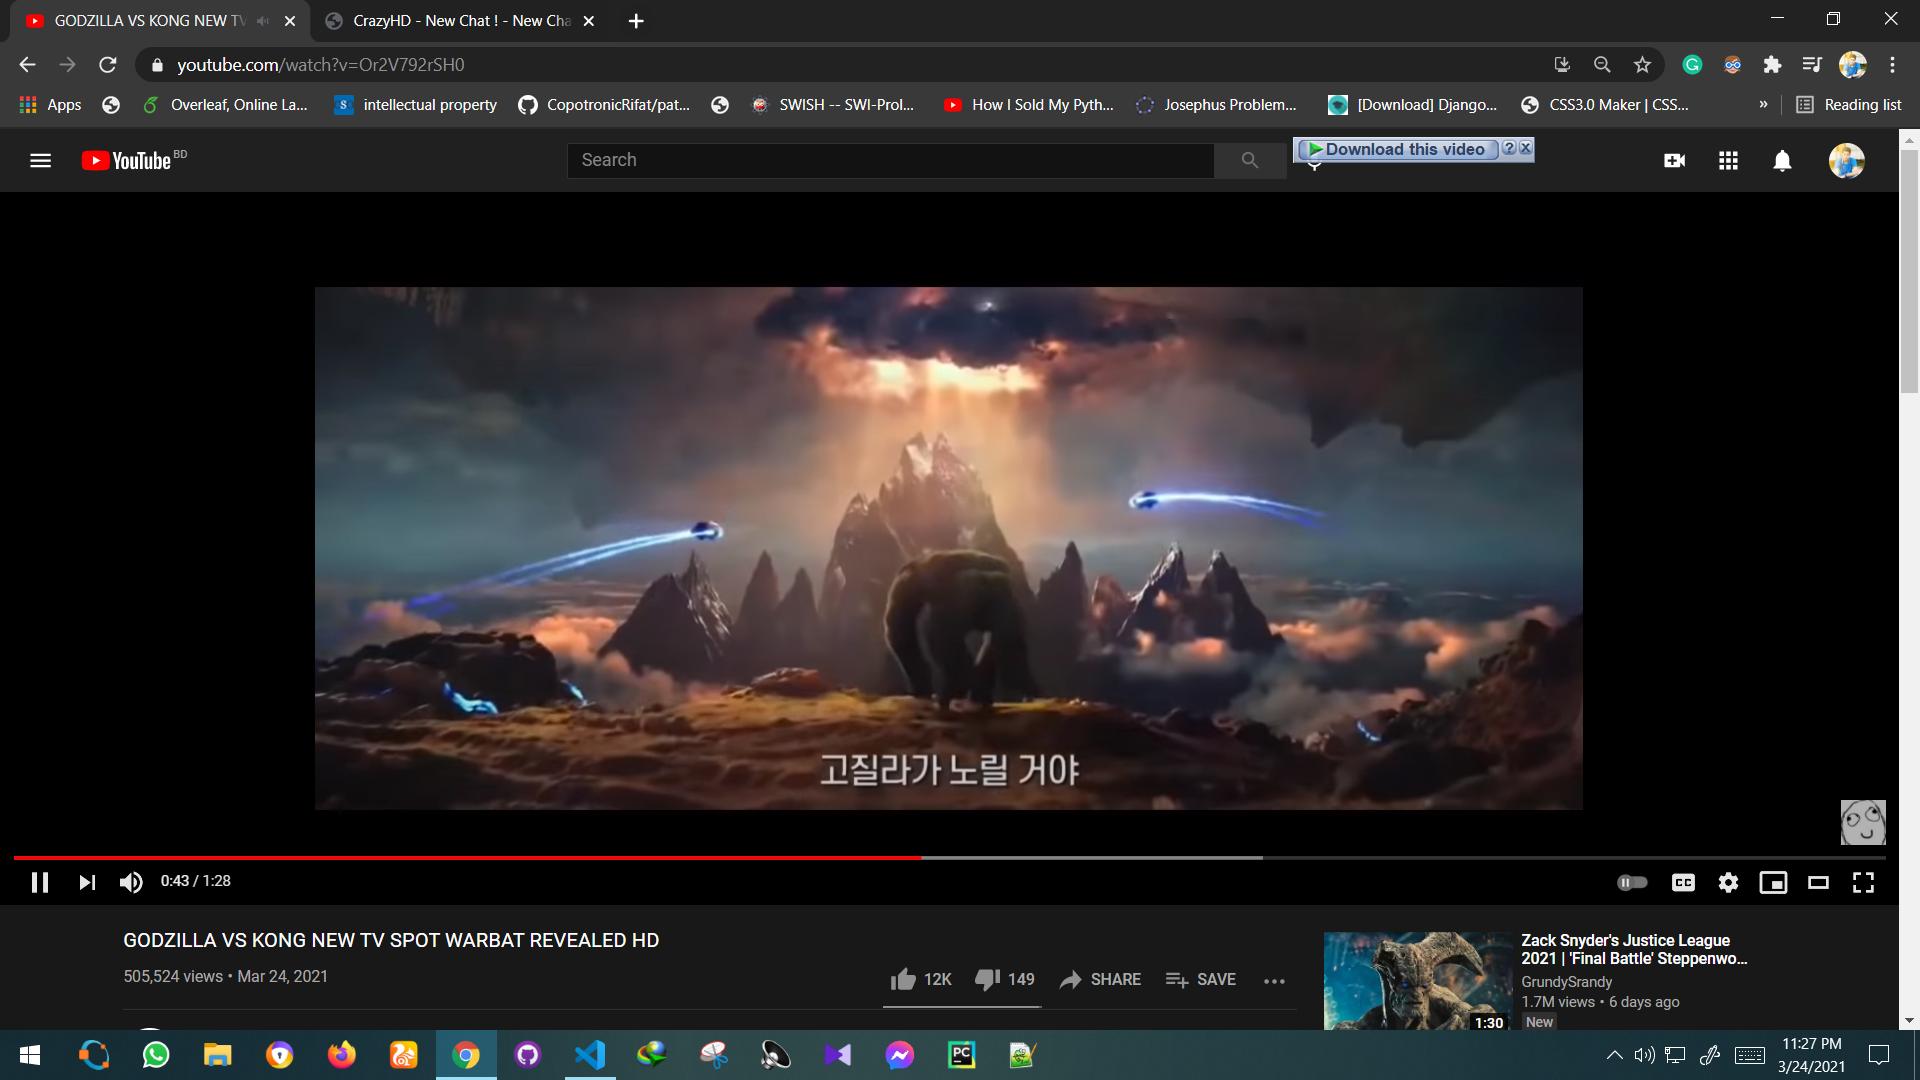 GODZILLA VS KONG NEW TV
CrazyHD - New Chat ! - New Cha
youtube.com/watch?v=Or2V792rSH0
Apps
Overleaf, Online La...
intellectual property
CopotronicRifat/pat...
SWISH -- SWI-Prol...
How I Sold My Pyth...
Josephus Problem...
[Download] Django...
CSS3.0 Maker | CSS...
»
Reading list
YouTube BD
Search
Download this video
고질라가 노릴 거야
0:43 / 1:28
CC
GODZILLA VS KONG NEW TV SPOT WARBAT REVEALED HD
505,524 views • Mar 24, 2021
12K
149
SHARE
SAVE
Zack Snyder's Justice League
2021 | 'Final Battle' Steppenwo...
GrundySrandy
1.7M views • 6 days ago
New
1:30
PC
11:27 PM
3/24/2021